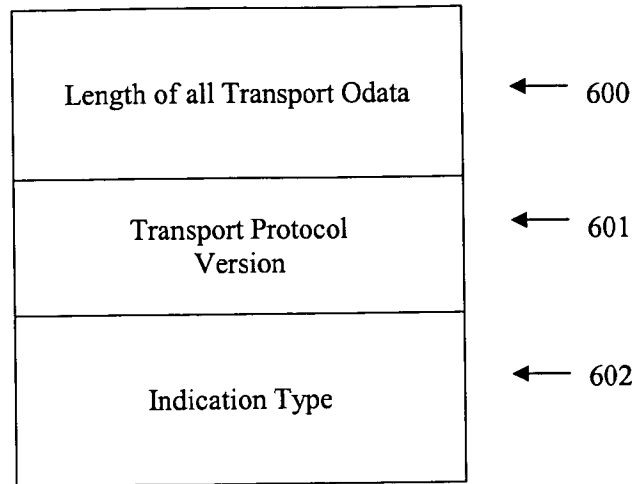 Length of all Transport Odata
600
Transport Protocol
Version
601
Indication Type
602